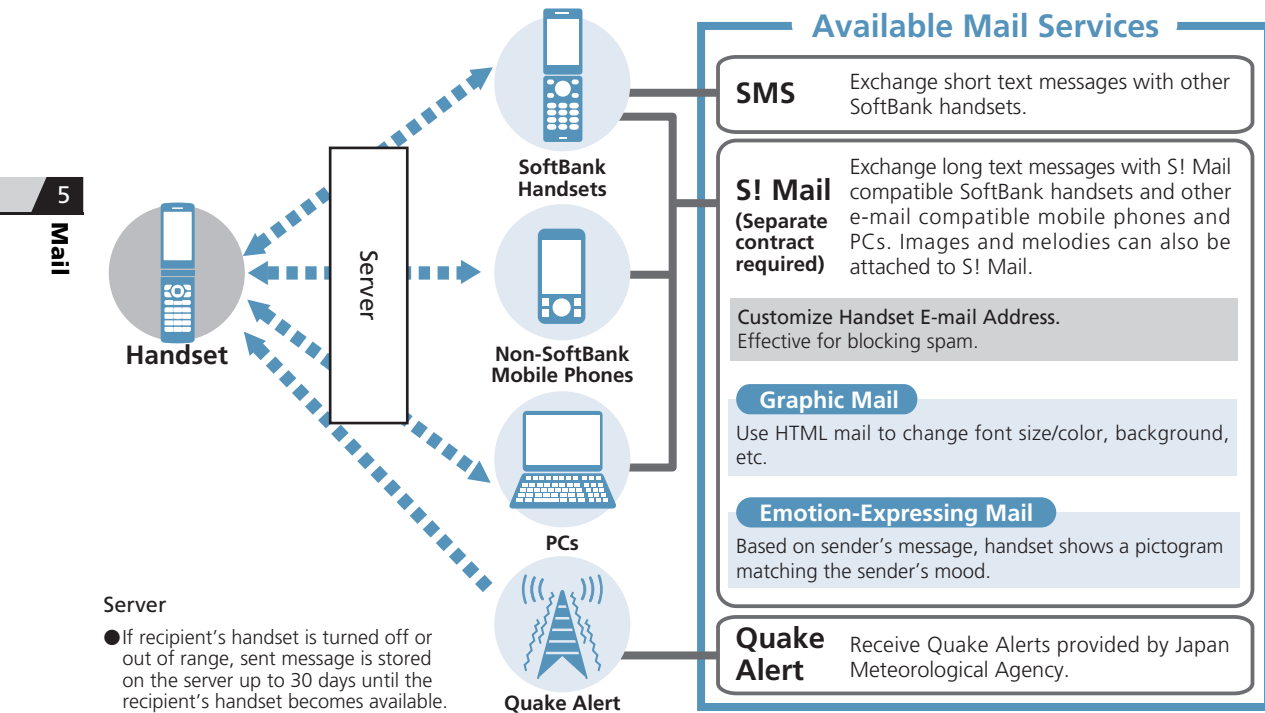 5
Mail
Handset
Server
SoftBank
Handsets
Non-SoftBank
Mobile Phones
PCs
Quake Alert
Server
●If recipient's handset is turned off or
out of range, sent message is stored
on the server up to 30 days until the
recipient's handset becomes available.
Available Mail Services
SMS
Exchange short text messages with other
SoftBank handsets.
S! Mail
(Separate
contract
required)
Exchange long text messages with S! Mail
compatible SoftBank handsets and other
e-mail compatible mobile phones and
PCs. Images and melodies can also be
attached to S! Mail.
Customize Handset E-mail Address.
Effective for blocking spam.
Graphic Mail
Use HTML mail to change font size/color, background,
etc.
Emotion-Expressing Mail
Based on sender's message, handset shows a pictogram
matching the sender's mood.
Quake
Alert
Receive Quake Alerts provided by Japan
Meteorological Agency.